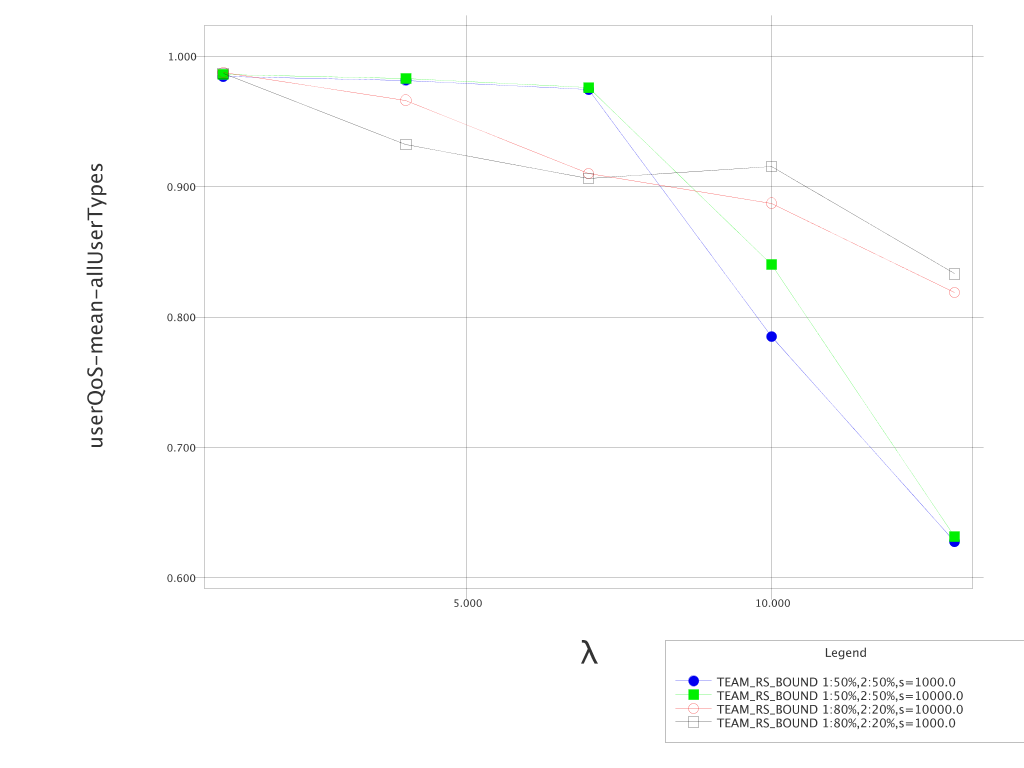 1.000
0.900
0.800
0.700
0.600
userQoS-mean-allUserTypes
5.000
10.000
λ
Legend
TEAM_RS_BOUND 1:50%,2:50%,s=1000.0
TEAM_RS_BOUND 1:50%,2:50%,s=10000.0
TEAM_RS_BOUND 1:80%,2:20%,s=10000.0
TEAM_RS_BOUND 1:80%,2:20%,s=1000.0